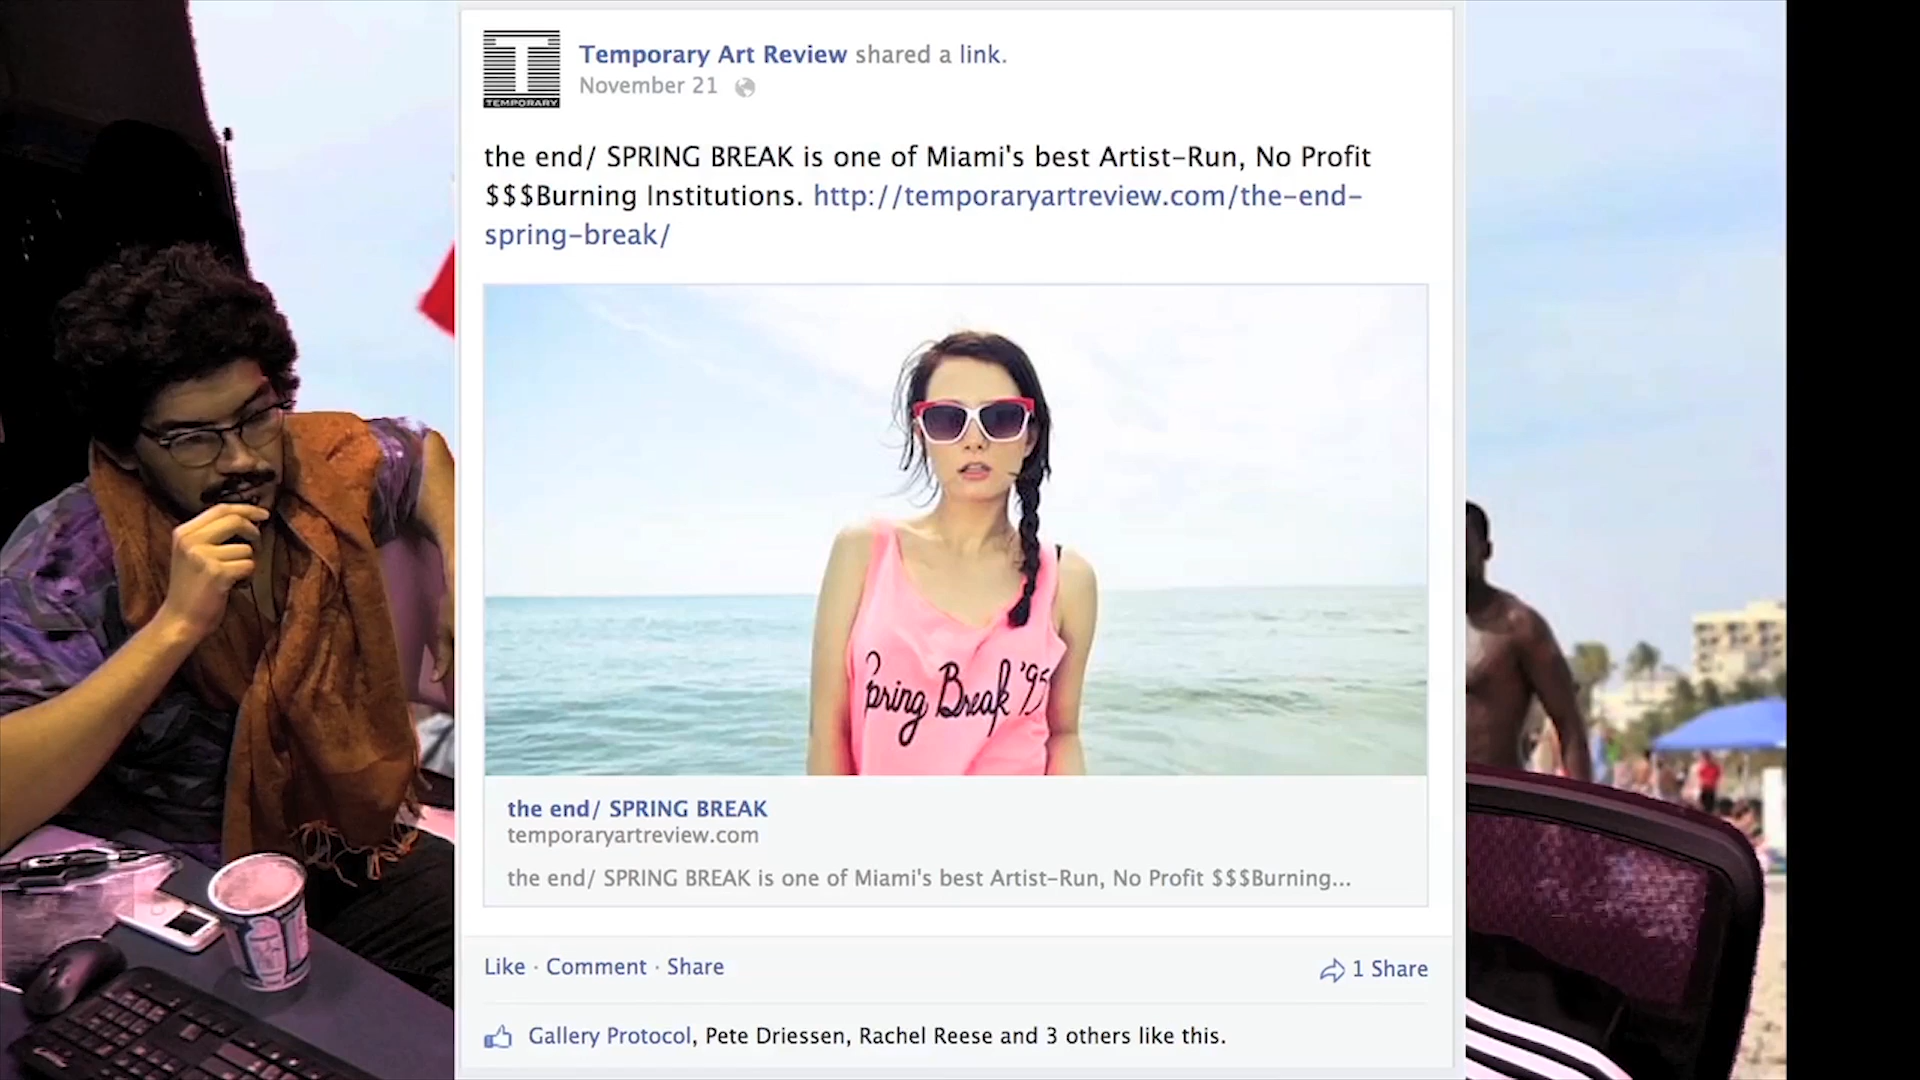 Temporary Art Review shared a link.
TEMPORARY
November 21
the end/ SPRING BREAK is one of Miami's best Artist-Run, No Profit
$$$Burning Institutions. http://temporaryartreview.com/the-end-
spring-break/
Spring Break '95
the end/ SPRING BREAK
temporaryartreview.com
the end/ SPRING BREAK is one of Miami's best Artist-Run, No Profit $$$Burning...
Like · Comment · Share
1 Share
Gallery Protocol, Pete Driessen, Rachel Reese and 3 others like this.